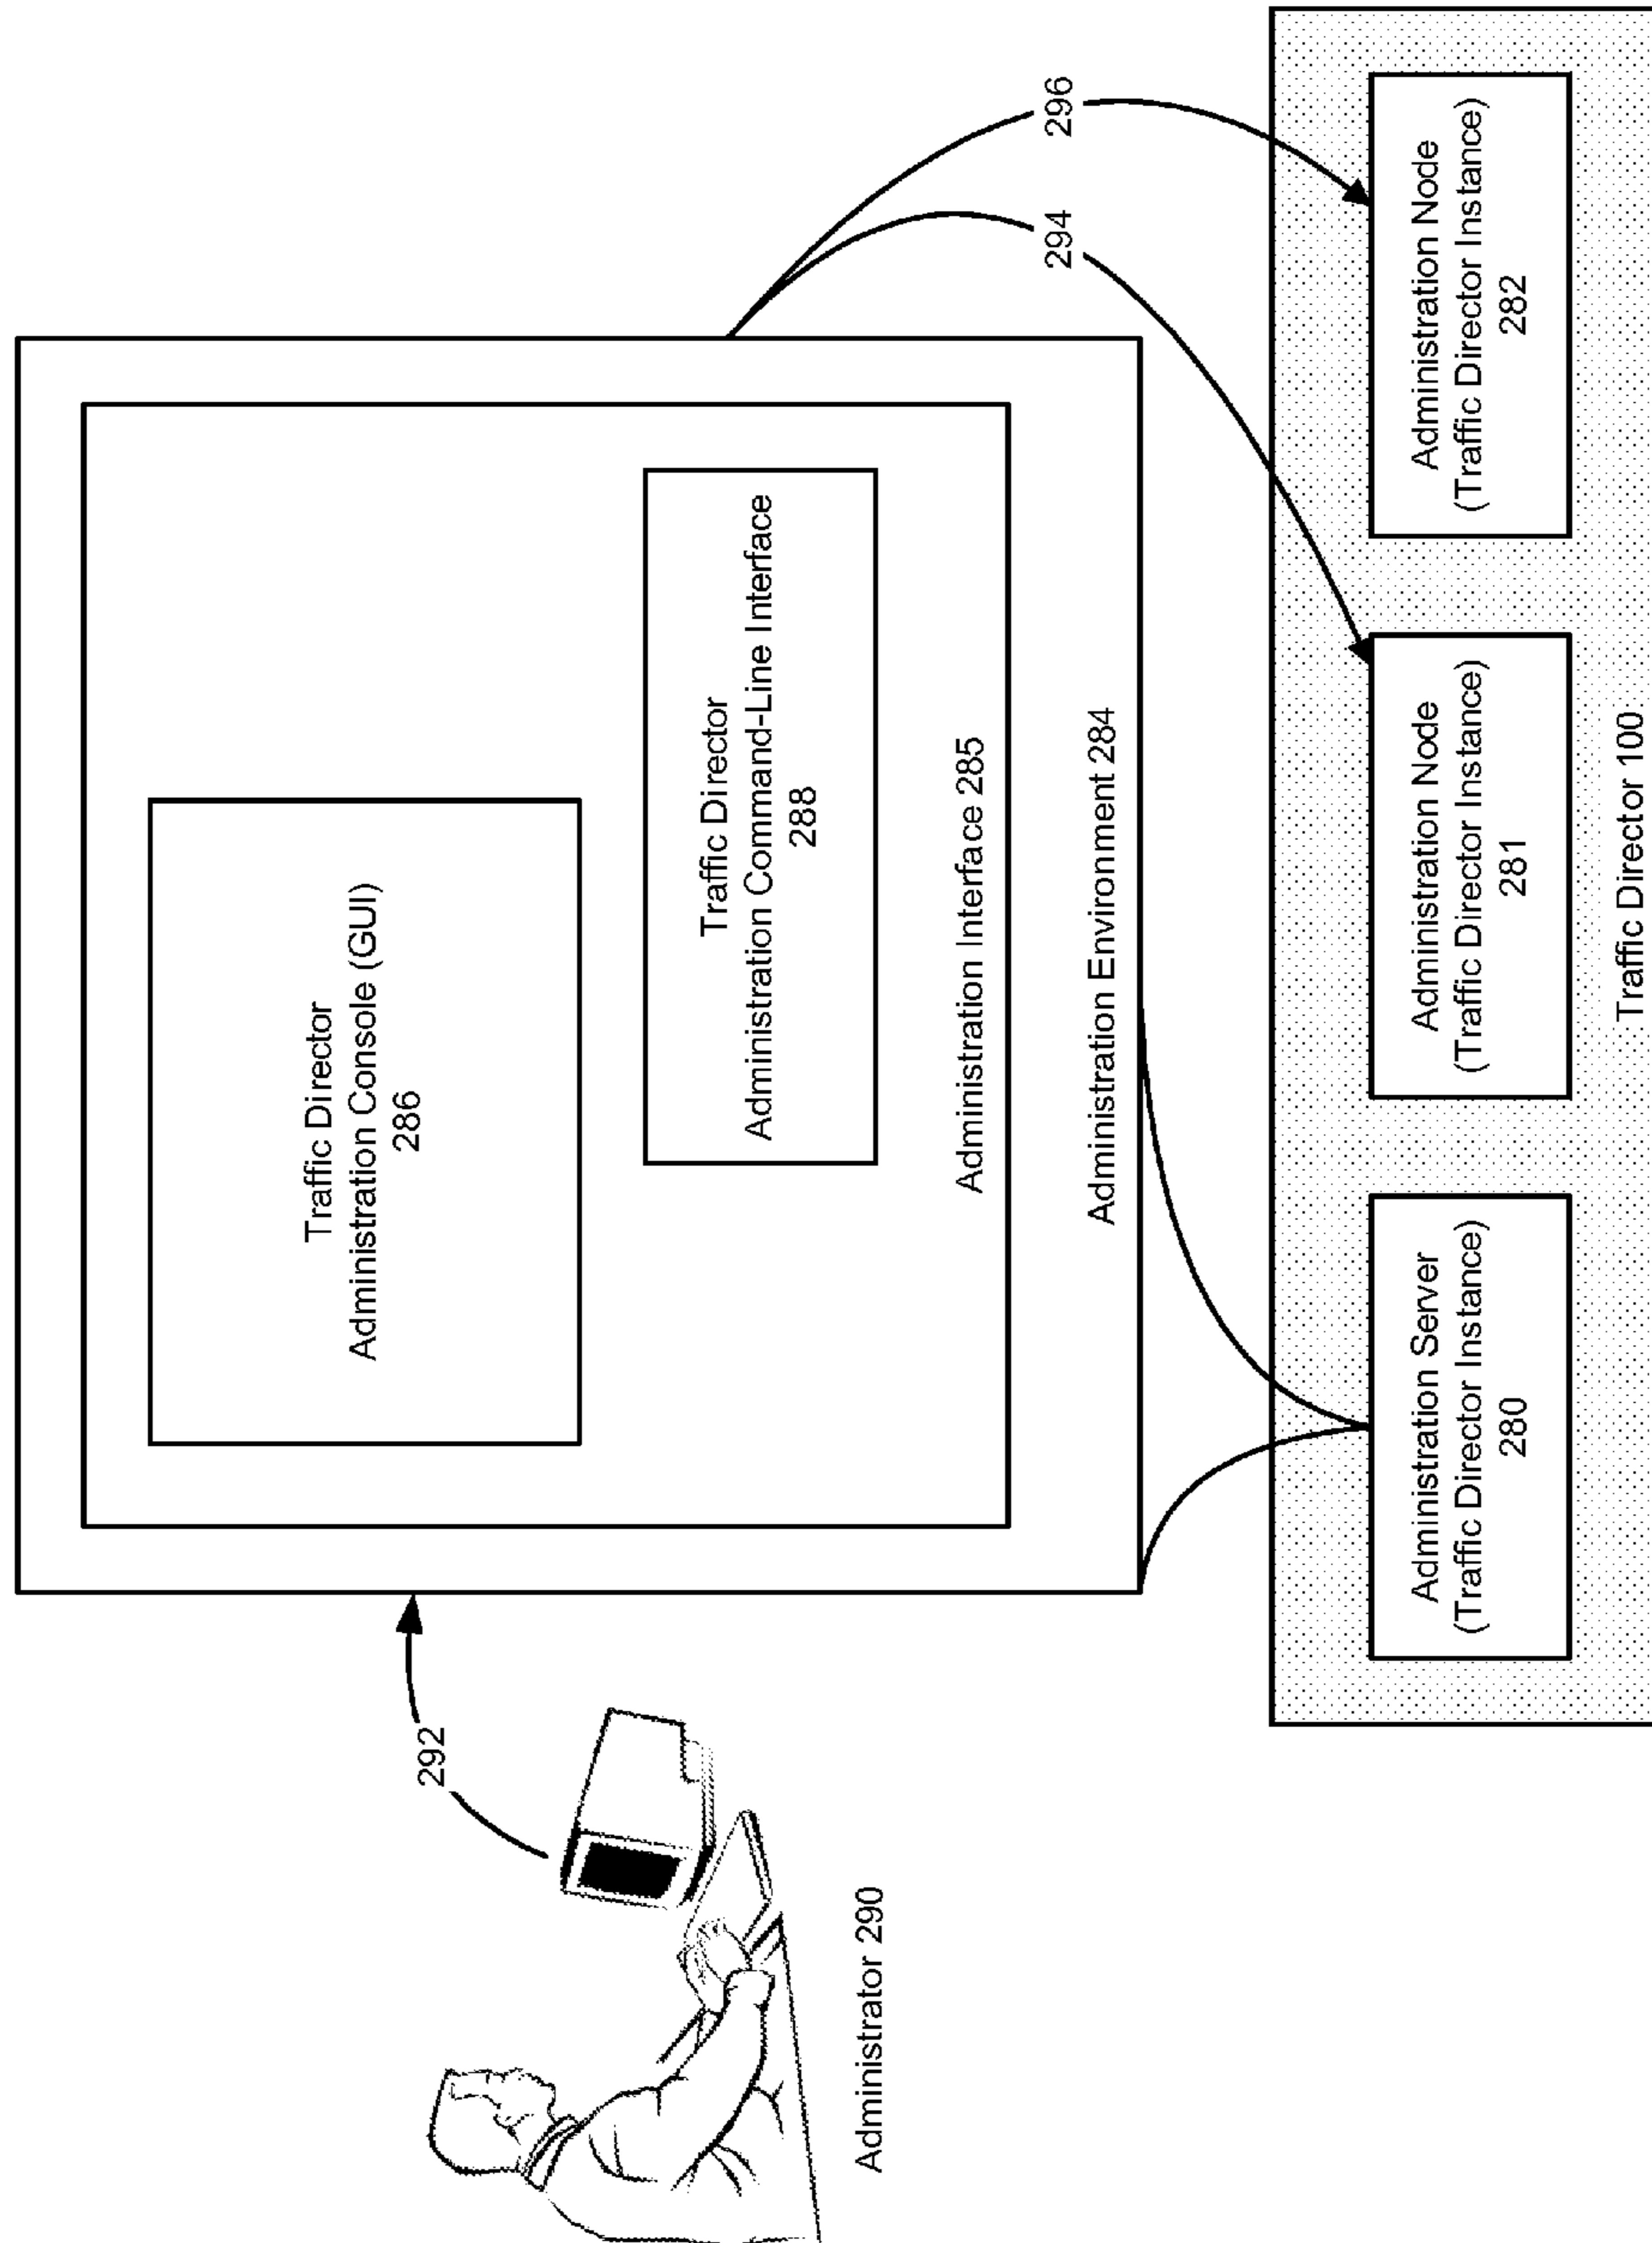 Traffic Director
Administration Console (GUI)
286
Traffic Director
Administration Command-Line Interface
288
Administration Interface 285
Administration Environment 284
292
Administrator 290
294
296
Administration Server
(Traffic Director Instance)
280
Administration Node
(Traffic Director Instance)
281
Administration Node
(Traffic Director Instance)
282
Traffic Director 100